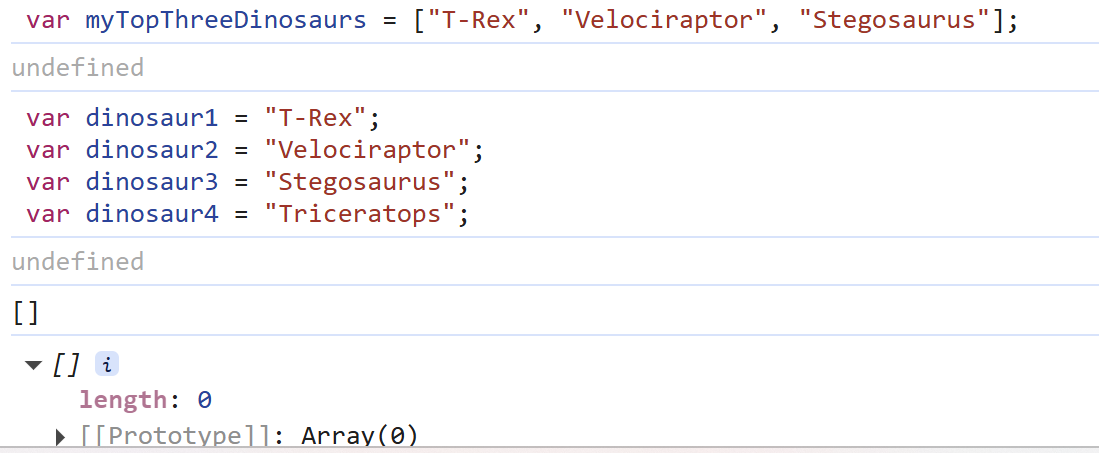 var myTopThreeDinosaurs = ["T-Rex", "Velociraptor", "Stegosaurus"];
undefined
var dinosaur1 = "T-Rex";
var dinosaur2 = "Velociraptor";
var dinosaur3 = "Stegosaurus";
var dinosaur4 = "Triceratops";
undefined
[]
[] i
length: 0
[[Prototype]]: Array(0)